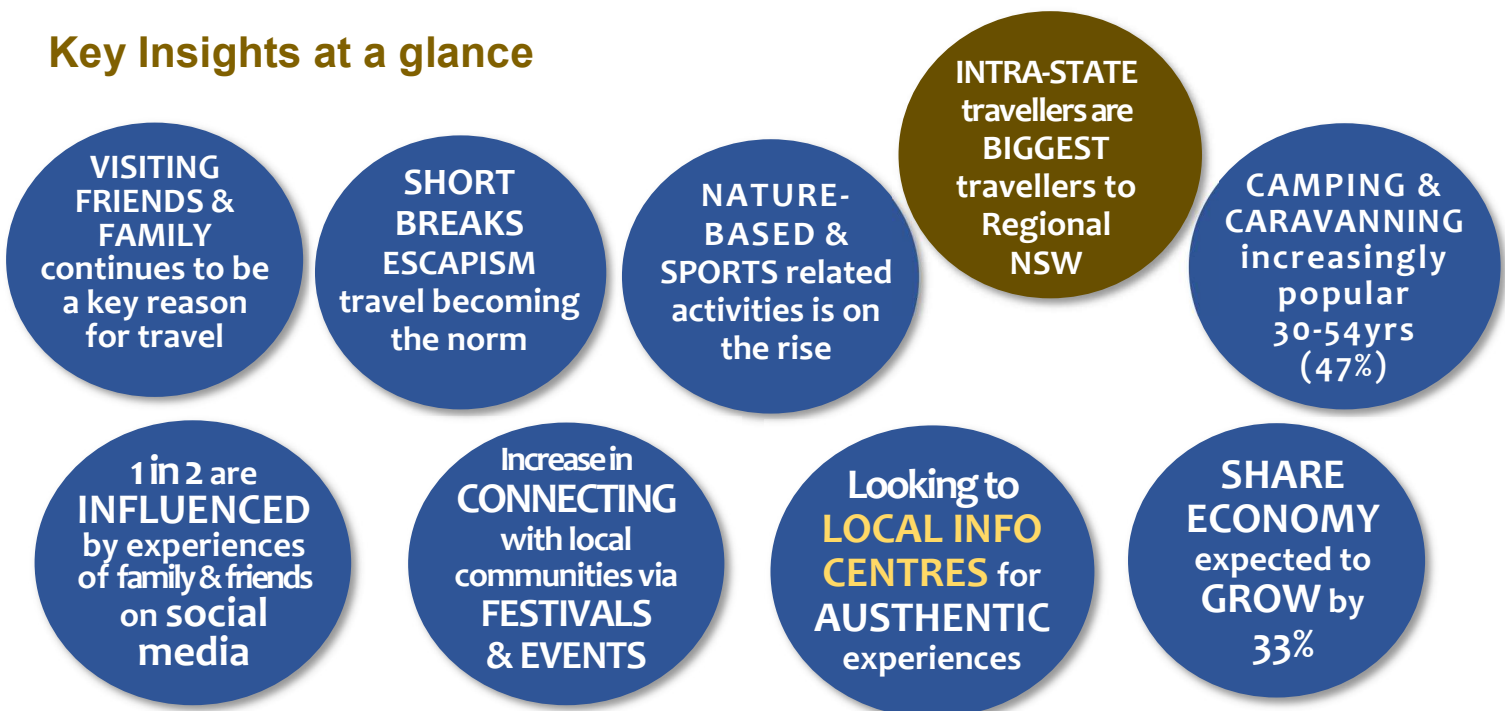 Key Insights at a glance
VISITING
FRIENDS &
FAMILY
continues to be
a key reason
for travel
SHORT
BREAKS
ESCAPISM
travel becoming
the norm
NATURE-
BASED &
SPORTS related
activities is on
the rise
INTRA-STATE
travellers are
BIGGEST
travellers to
Regional
NSW
CAMPING &
CARAVANNING
increasingly
popular
30-54yrs
(47%)
1 in 2 are
INFLUENCED
by experiences
of family & friends
on social
media
Increase in
CONNECTING
with local
communities via
FESTIVALS
& EVENTS
Looking to
LOCAL INFO
CENTRES for
AUSTHENTIC
experiences
SHARE
ECONOMY
expected to
GROW by
33%